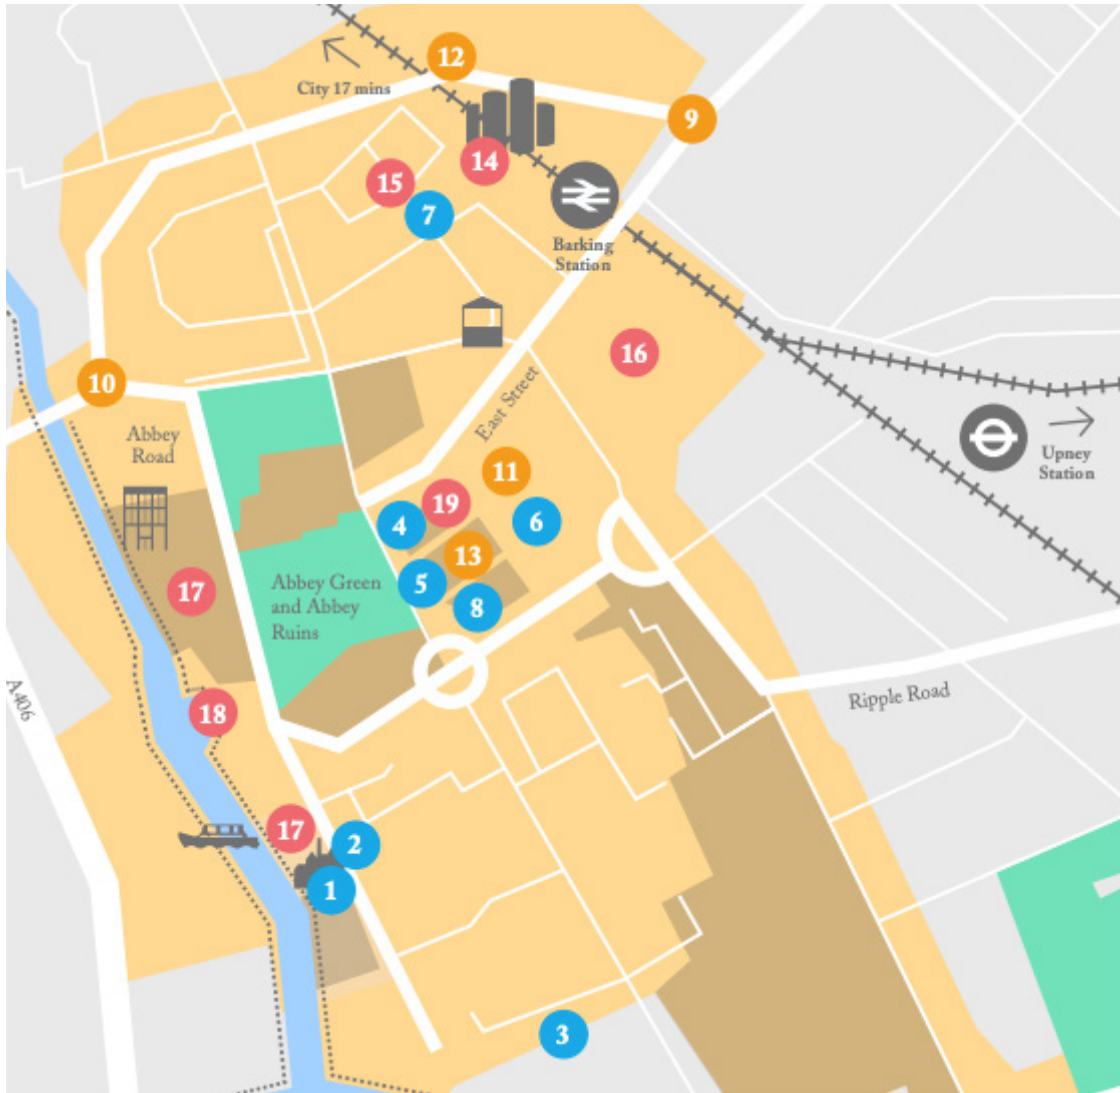 12
City 17 mins
9
14
15
7
Barking
Station
16
10
East Street
Abbey
Road
Upney
Station
11
19
4
6
13
17
5
8
Abbey Green
and Abbey
Ruins
A406
18
Ripple Road
17
2
1
3